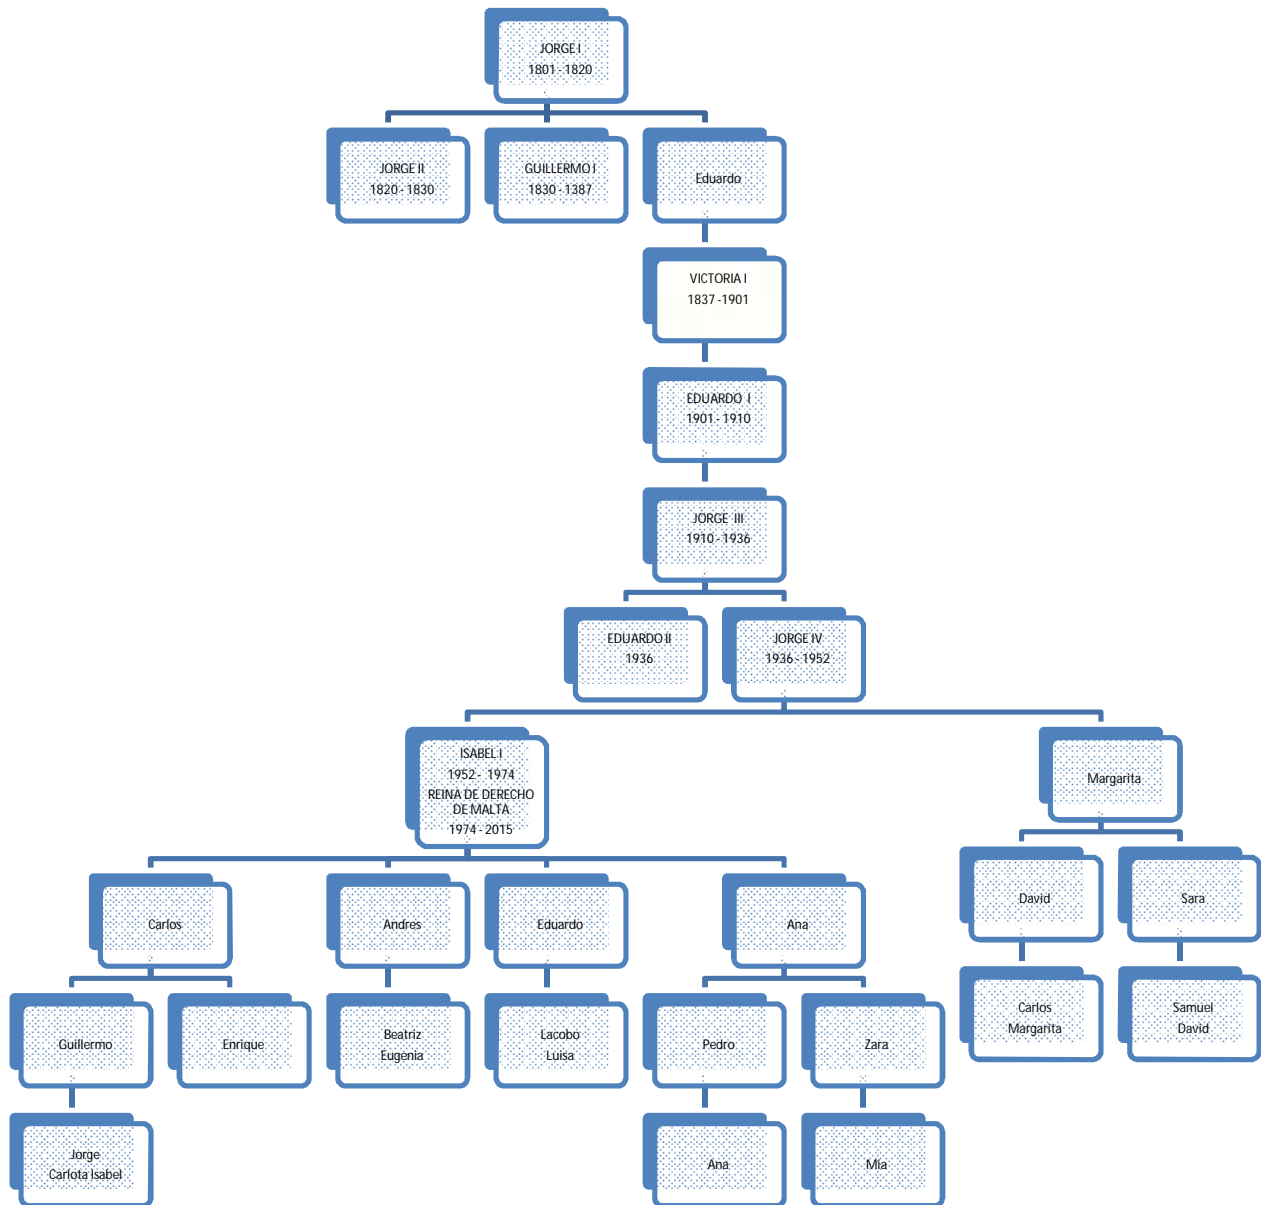 JORGE I
1801 - 1820
JORGE II
1820 - 1830
GUILLERMO I
1830 - 1387
Eduardo
VICTORIA I
1837 -1901
EDUARDO I
1901 - 1910
JORGE III
1910 - 1936
EDUARDO II
1936
JORGE IV
1936 - 1952
ISABEL I
1952 - 1974
REINA DE DERECHO
DE MALTA
1974 - 2015
Margarita
Carlos
Andres
Eduardo
Ana
David
Sara
Guillermo
Enrique
Beatriz
Eugenia
Lacobo
Luisa
Pedro
Zara
Carlos
Margarita
Samuel
David
Jorge
Carlota Isabel
Ana
Mia